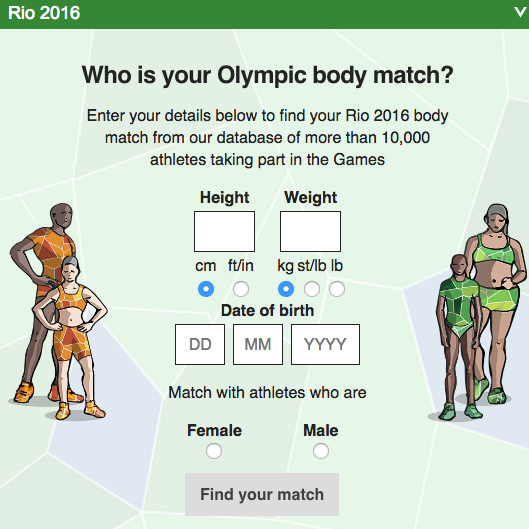 Rio 2016
Who is your Olympic body match?
Enter your details below to find your Rio 2016 body
match from our database of more than 10,000
athletes taking part in the Games
Height Weight
cm ft/in kg st/lb lb
Date of birth
DD MM YYYY
Match with athletes who are
Female Male
Find your match